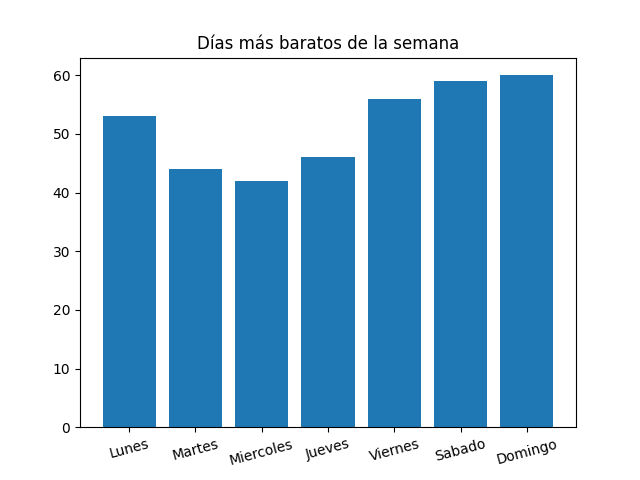 Días más baratos de la semana
60
50
40
30
20
10
0
Lunes
Martes
Miercoles
Jueves
Viernes
Sabado
Domingo